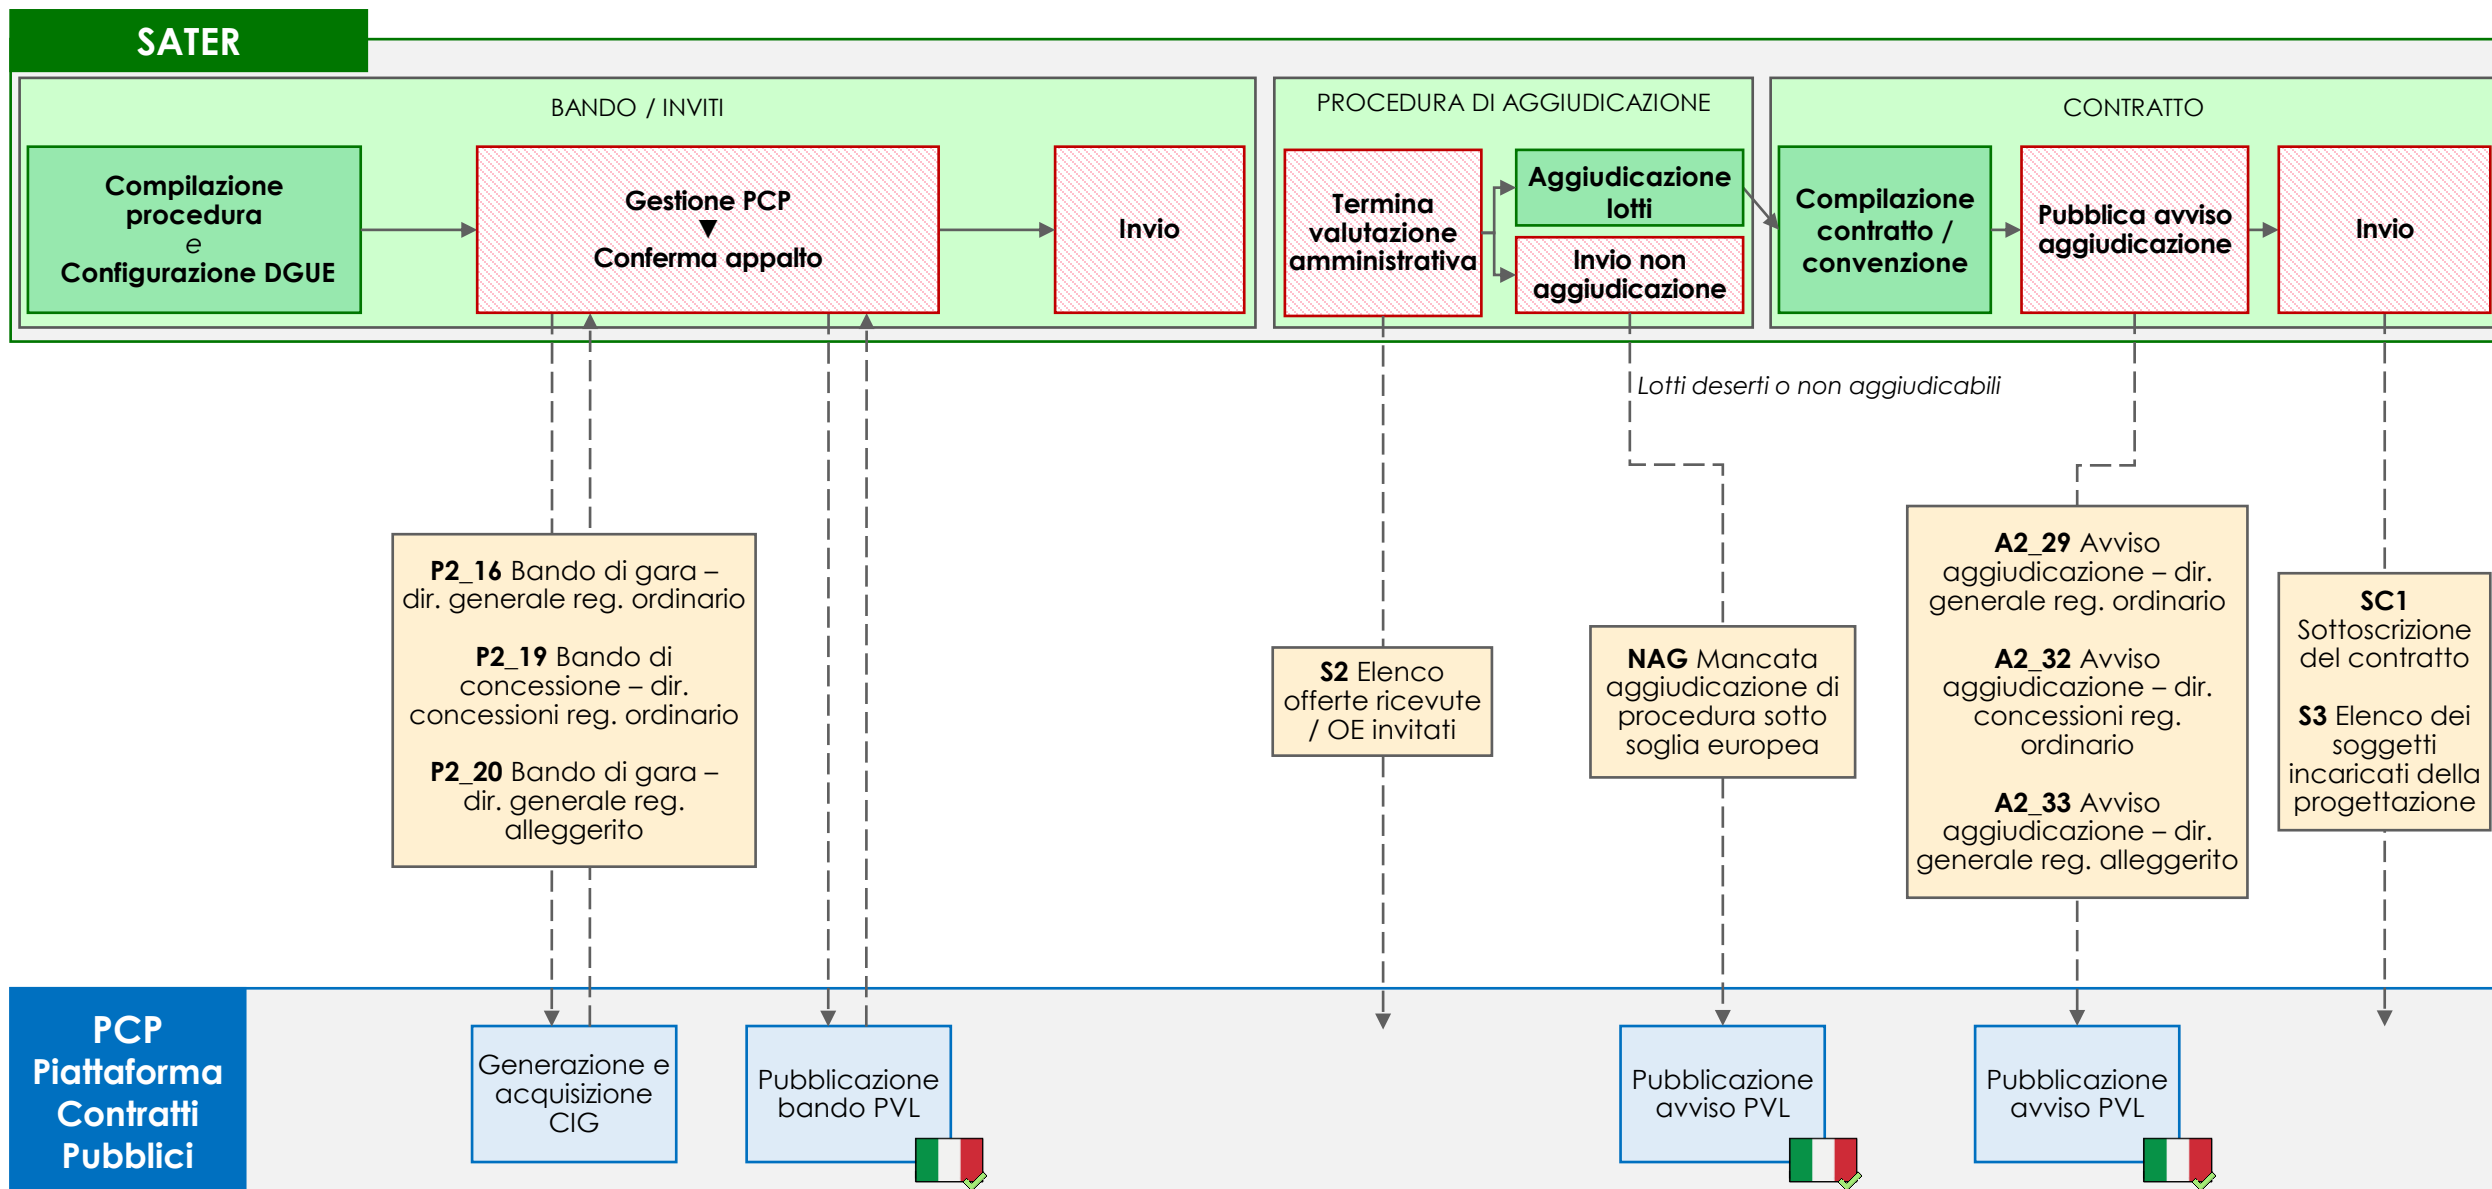 SATER
BANDO / INVITI
Compilazione
procedura
e
Configurazione DGUE
Gestione PCP
▼
Conferma appalto
Invio
PROCEDURA DI AGGIUDICAZIONE
Termina
valutazione
amministrativa
Aggiudicazione
lotti
Invio non
aggiudicazione
CONTRATTO
Compilazione
contratto /
convenzione
Pubblica avviso
aggiudicazione
Invio
Lotti deserti o non aggiudicabili
P2_16 Bando di gara –
dir. generale reg. ordinario
P2_19 Bando di
concessione – dir.
concessioni reg. ordinario
P2_20 Bando di gara –
dir. generale reg.
alleggerito
S2 Elenco
offerte ricevute
/ OE invitati
NAG Mancata
aggiudicazione di
procedura sotto
soglia europea
A2_29 Avviso
aggiudicazione – dir.
generale reg. ordinario
A2_32 Avviso
aggiudicazione – dir.
concessioni reg.
ordinario
A2_33 Avviso
aggiudicazione – dir.
generale reg. alleggerito
SC1
Sottoscrizione
del contratto
S3 Elenco dei
soggetti
incaricati della
progettazione
PCP
Piattaforma
Contratti
Pubblici
Generazione e
acquisizione
CIG
Pubblicazione
bando PVL
Pubblicazione
avviso PVL
Pubblicazione
avviso PVL